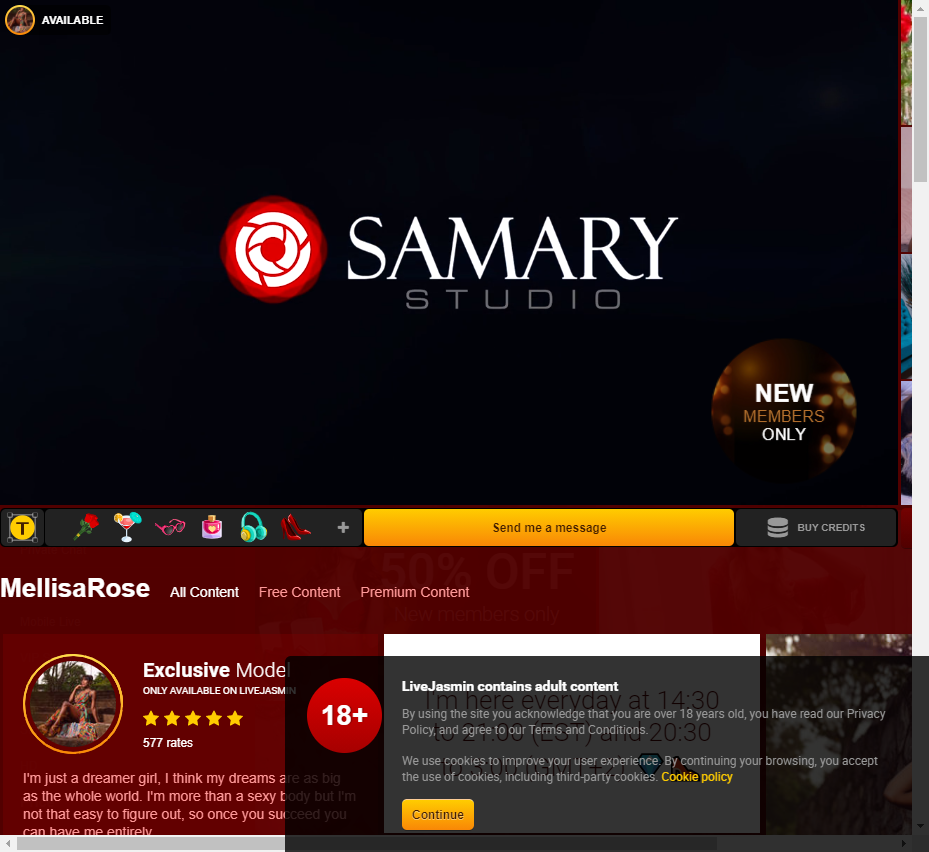 AVAILABLE
SAMARY
STUDIO
NEW
MEMBERS
ONLY
T
Send me a message
BUY CREDITS
50% OFF
New members only
MellisaRose
All Content
Free Content
Premium Content
Exclusive Model
ONLY AVAILABLE ON LIVEJASMIN
577 rates
I'm just a dreamer girl, I think my dreams are as big
as the whole world. I'm more than a sexy body but I'm
not that easy to figure out, so once you succeed you
can have me entirely
I'm here everyday at 14:30
to 21:00 (EST) and 20:30
18+
LiveJasmin contains adult content
By using the site you acknowledge that you are over 18 years old, you have read our Privacy
Policy, and agree to our Terms and Conditions.
We use cookies to improve your user experience. By continuing your browsing, you accept
the use of cookies, including third-party cookies. Cookie policy
Continue